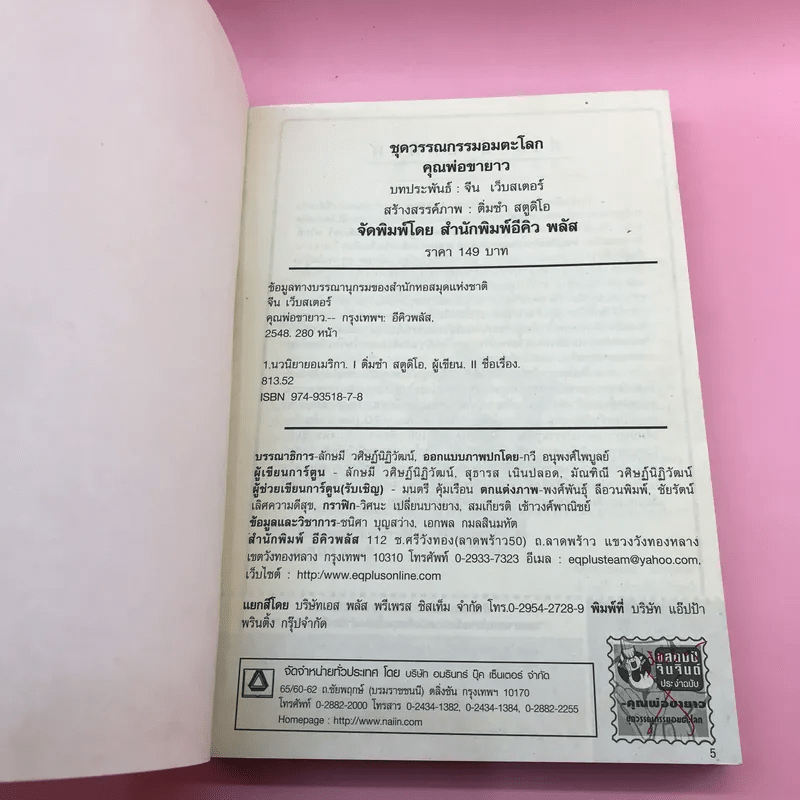 ชุดวรรณกรรมอมตะโลก
คุณพ่อขายาว
บทประพันธ์ : จีน เว็บสเตอร์
สร้างสรรค์ภาพ : ติ่มซำ สตูดิโอ
จัดพิมพ์โดย สำนักพิมพ์อีคิว พลัส
ราคา 149 บาท
ข้อมูลทางบรรณานุกรมของสำนักหอสมุดแห่งชาติ
จีน เว็บสเตอร์
คุณพ่อขายาว.-- กรุงเทพฯ: อีคิวพลัส.
2548. 280 หน้า
1.นวนิยายอเมริกา. I ติ่มซำ สตูดิโอ, ผู้เขียน. II ชื่อเรื่อง.
813.52
ISBN 974-93518-7-8
บรรณาธิการ-ลักษมี วศิษฏ์นิฏิวัฒน์, ออกแบบภาพปกโดย-กวี อนุพงศ์ไพบูลย์
ผู้เขียนการ์ตูน - ลักษมี วศิษฏ์นิฏิวัฒน์, สุธารส เนินปลอด, มัณฑิณี วศิษฏ์นิฏิวัฒน์
ผู้ช่วยเขียนการ์ตูน(รับเชิญ) - มนตรี คุ้มเรือน ตกแต่งภาพ-พงศ์พันธุ์ ลีอวนพิมพ์, ชัยรัตน์
เลิศความดีสุข, กราฟิก-วิศนะ เปลี่ยนบางยาง, สมเกียรติ เช้าวงศ์พาณิชย์
ข้อมูลและวิชาการ-ชนิศา บุญสว่าง, เอกพล กมลสินมหัต
สำนักพิมพ์ อีคิวพลัส 112 ซ.ศรีวังทอง(ลาดพร้าว50) ถ.ลาดพร้าว แขวงวังทองหลาง
เขตวังทองหลาง กรุงเทพฯ 10310 โทรศัพท์ 0-2933-7323 อีเมล : eqplusteam@yahoo.com,
เว็บไซต์ : http:/www.eqplusonline.com
แยกสีโดย บริษัทเอส พลัส พรีเพรส ซิสเท็ม จำกัด โทร.0-2954-2728-9 พิมพ์ที่ บริษัท แอ๊ปป้า
พรินติ้ง กรุ๊ปจำกัด
จัดจำหน่ายทั่วประเทศ โดย บริษัท อมรินทร์ บุ๊ค เซ็นเตอร์ จำกัด
65/60-62 ถ.ชัยพฤกษ์ (บรมราชชนนี) ตลิ่งชัน กรุงเทพฯ 10170
โทรศัพท์ 0-2882-2000 โทรสาร 0-2434-1382, 0-2434-1384, 0-2882-2255
Homepage : http://www.naiin.com
ประจำฉบับ
-คุณพ่อขายาว
ชุดวรรณกรรมอมตะโลก
5